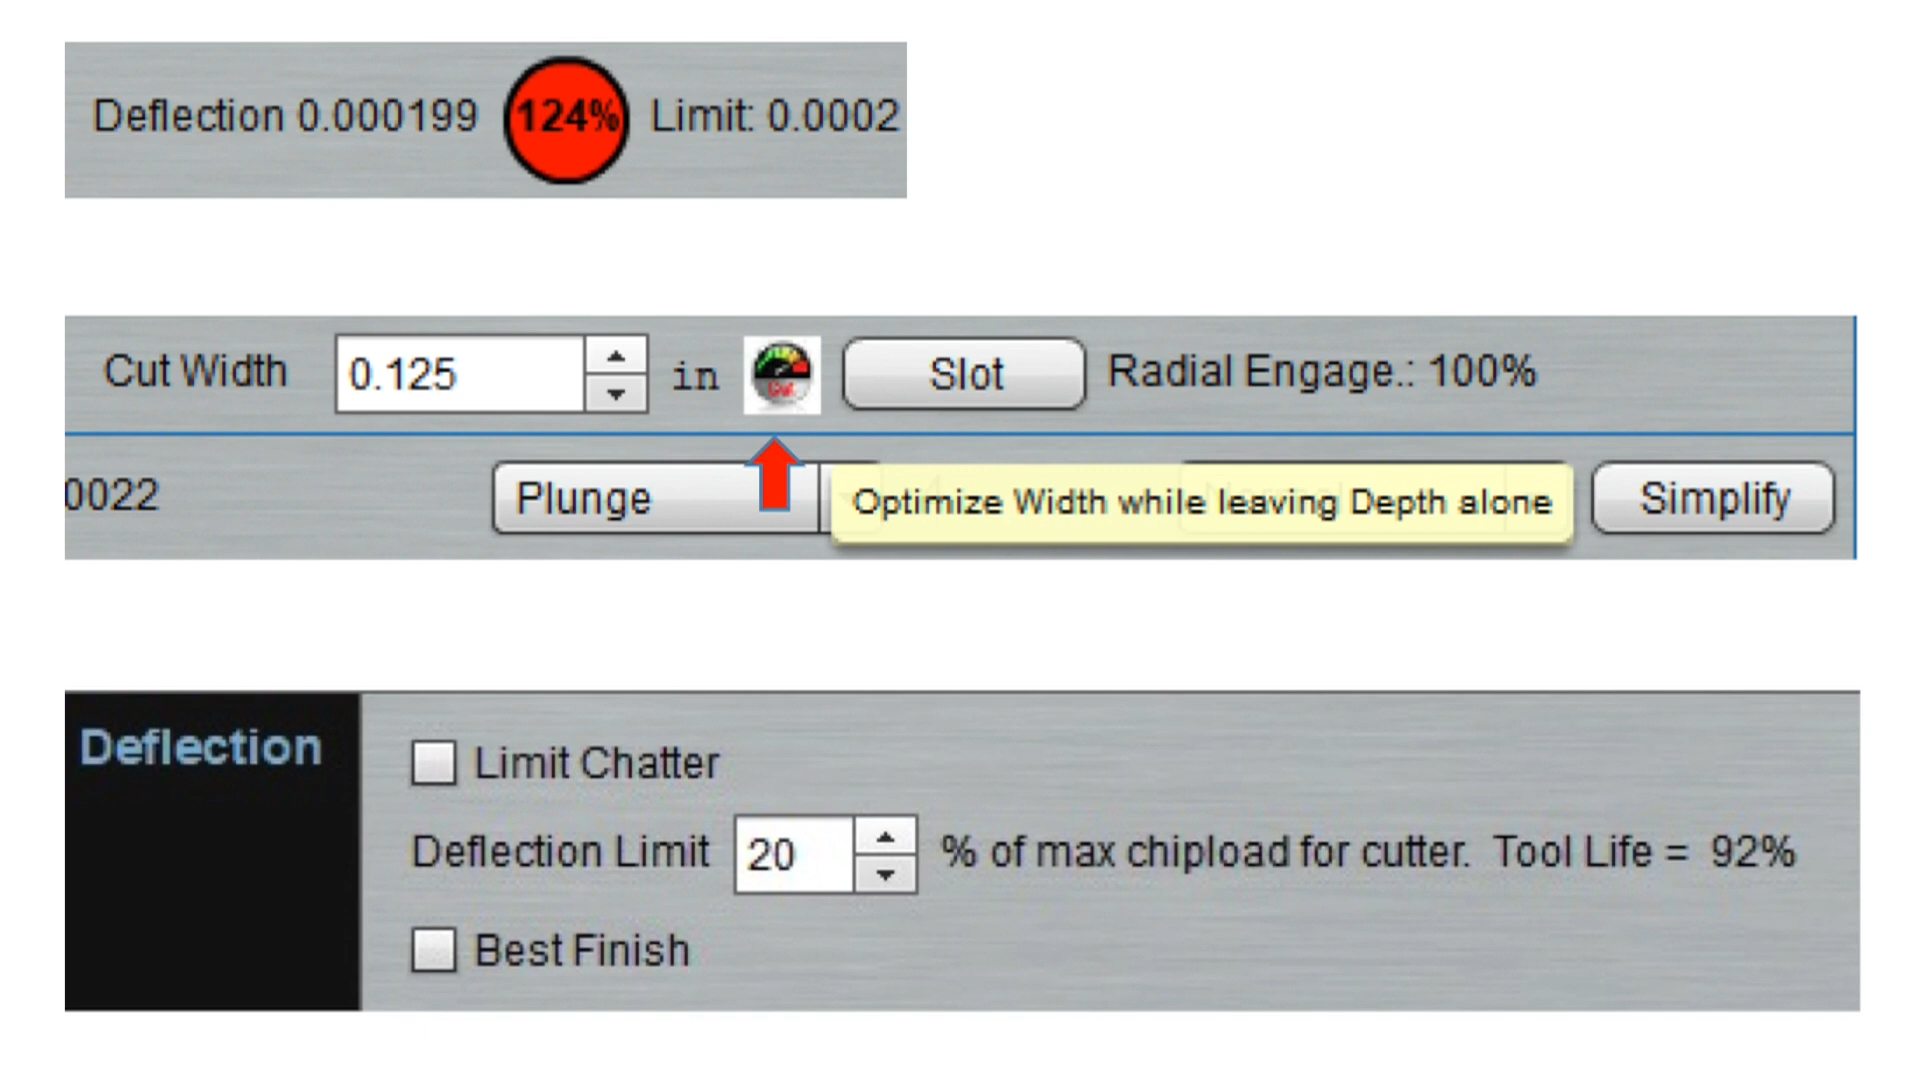 Deflection 0.000199 124% Limit: 0.0002
Cut Width 0.125 in Cut Slot Radial Engage.: 100%
0022 Plunge Optimize Width while leaving Depth alone Simplify
Deflection
Limit Chatter
Deflection Limit 20 % of max chipload for cutter. Tool Life = 92%
Best Finish